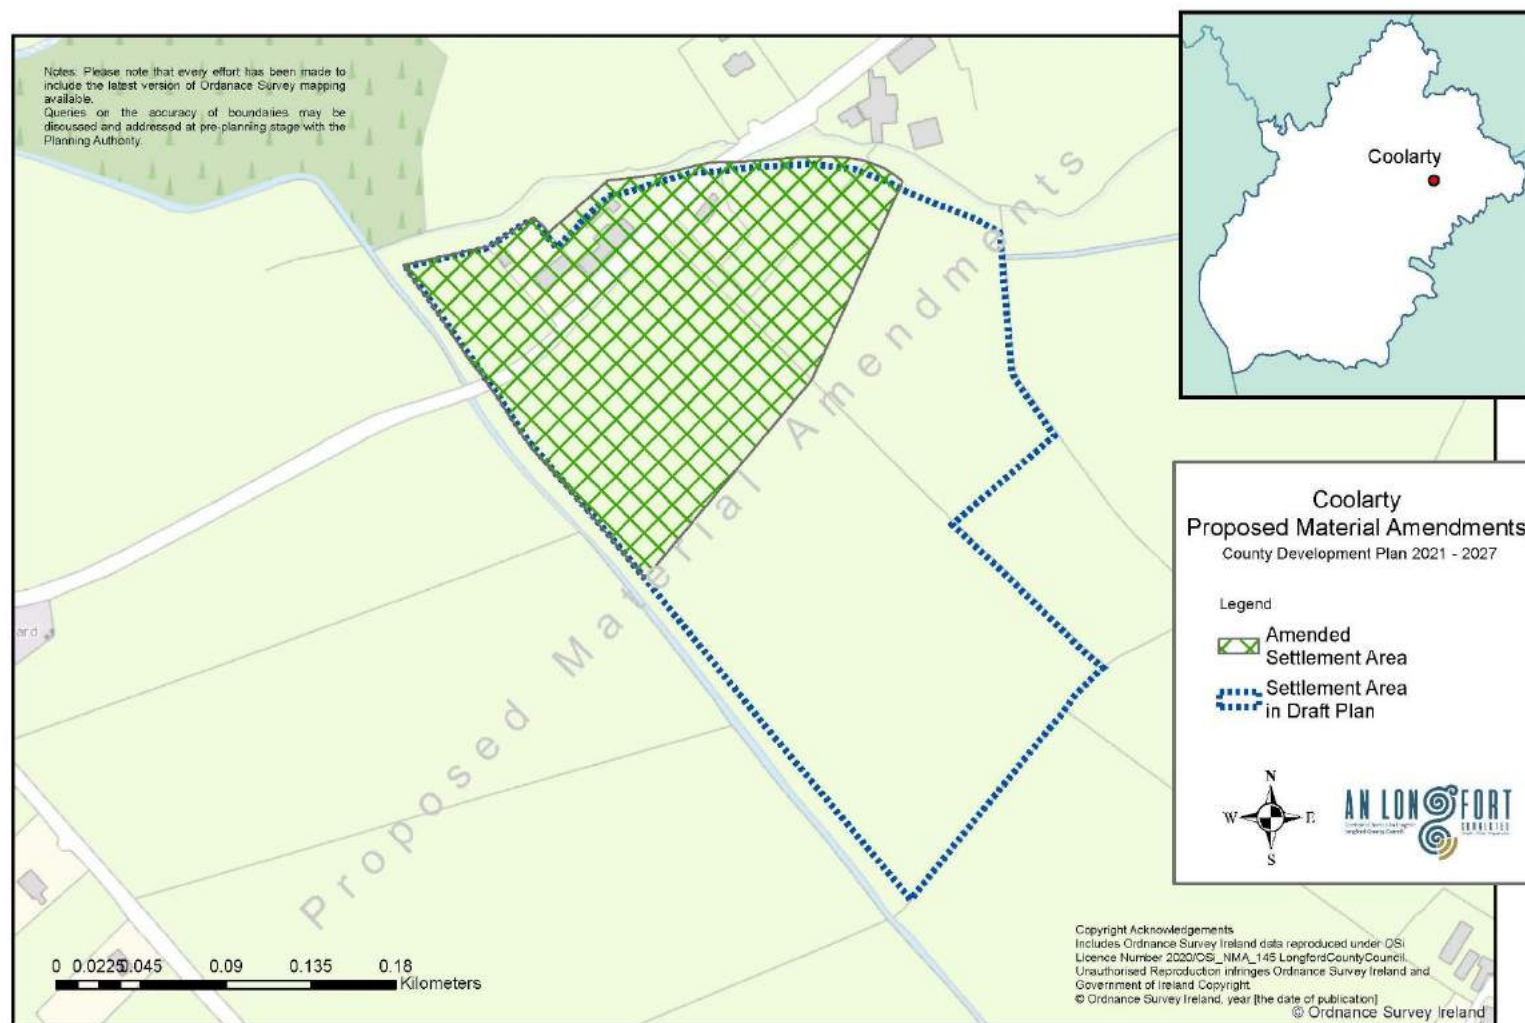 Notes: Please note that every effort has been made to
include the latest version of Ordanace Survey mapping
available.
Queries on the accuracy of boundaries may be
discussed and addressed at pre-planning stage with the
Planning Authority.
Coolarty
Proposed Material Amendments
ard
Coolarty
Proposed Material Amendments
County Development Plan 2021 - 2027
Legend
Amended
Settlement Area
Settlement Area
in Draft Plan
N
W E
S
AN LONGFORT
CONNECTED
Longford County Council
0 0.0225 0.045 0.09 0.135 0.18
Kilometers
Copyright Acknowledgements
Includes Ordnance Survey Ireland data reproduced under OSi
Licence Number 2020/OSi_NMA_145 LongfordCountyCouncil.
Unauthorised Reproduction infringes Ordnance Survey Ireland and
Government of Ireland Copyright.
© Ordnance Survey Ireland, year [the date of publication]
© Ordnance Survey Ireland